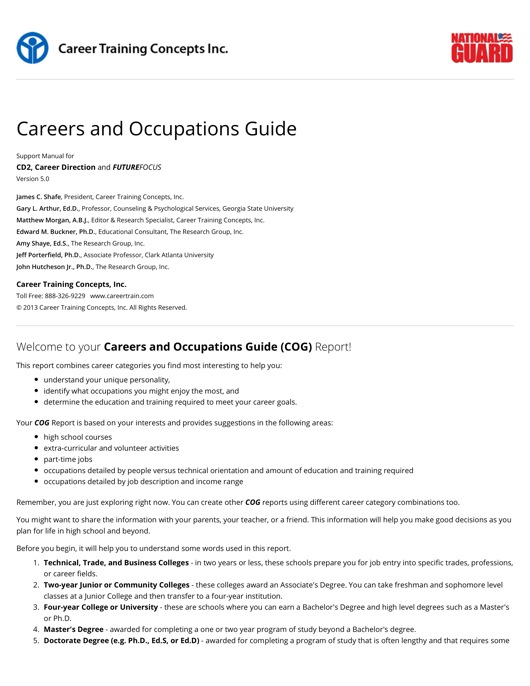 Career Training Concepts Inc.
NATIONAL
GUARD
Careers and Occupations Guide
Support Manual for
CD2, Career Direction and FUTUREFOCUS
Version 5.0
James C. Shafe, President, Career Training Concepts, Inc.
Gary L. Arthur, Ed.D., Professor, Counseling & Psychological Services, Georgia State University
Matthew Morgan, A.B.J., Editor & Research Specialist, Career Training Concepts, Inc.
Edward M. Buckner, Ph.D., Educational Consultant, The Research Group, Inc.
Amy Shaye, Ed.S., The Research Group, Inc.
Jeff Porterfield, Ph.D., Associate Professor, Clark Atlanta University
John Hutcheson Jr., Ph.D., The Research Group, Inc.
Career Training Concepts, Inc.
Toll Free: 888-326-9229 www.careertrain.com
© 2013 Career Training Concepts, Inc. All Rights Reserved.
Welcome to your Careers and Occupations Guide (COG) Report!
This report combines career categories you find most interesting to help you:
• understand your unique personality,
• identify what occupations you might enjoy the most, and
• determine the education and training required to meet your career goals.
Your COG Report is based on your interests and provides suggestions in the following areas:
• high school courses
• extra-curricular and volunteer activities
• part-time jobs
• occupations detailed by people versus technical orientation and amount of education and training required
• occupations detailed by job description and income range
Remember, you are just exploring right now. You can create other COG reports using different career category combinations too.
You might want to share the information with your parents, your teacher, or a friend. This information will help you make good decisions as you
plan for life in high school and beyond.
Before you begin, it will help you to understand some words used in this report.
1. Technical, Trade, and Business Colleges - in two years or less, these schools prepare you for job entry into specific trades, professions,
or career fields.
2. Two-year Junior or Community Colleges - these colleges award an Associate's Degree. You can take freshman and sophomore level
classes at a Junior College and then transfer to a four-year institution.
3. Four-year College or University - these are schools where you can earn a Bachelor's Degree and high level degrees such as a Master's
or Ph.D.
4. Master's Degree - awarded for completing a one or two year program of study beyond a Bachelor's degree.
5. Doctorate Degree (e.g. Ph.D., Ed.S, or Ed.D) - awarded for completing a program of study that is often lengthy and that requires some